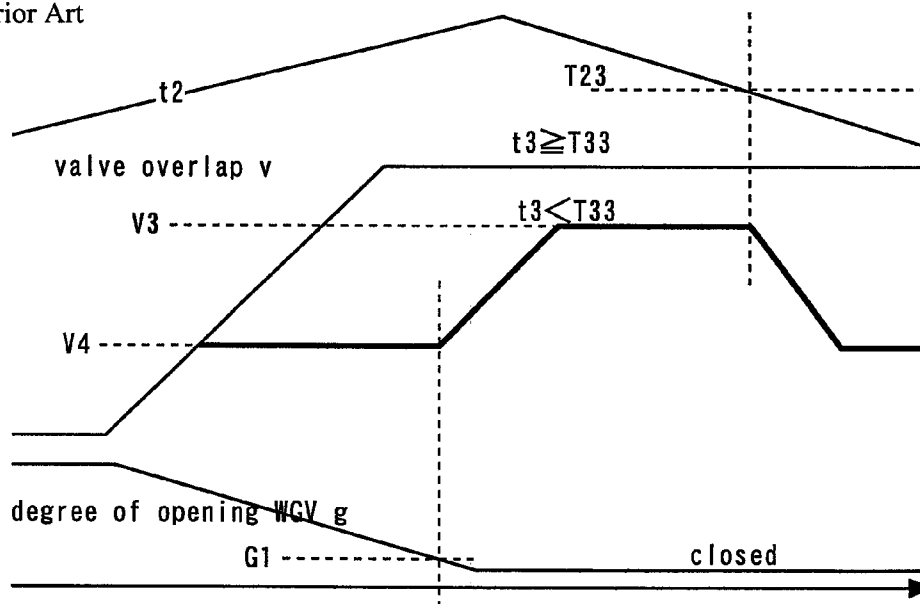 rior Art
t2
T23
t3≧T33
valve overlap v
V3
t3<T33
V4
degree of opening WGV g
G1
closed